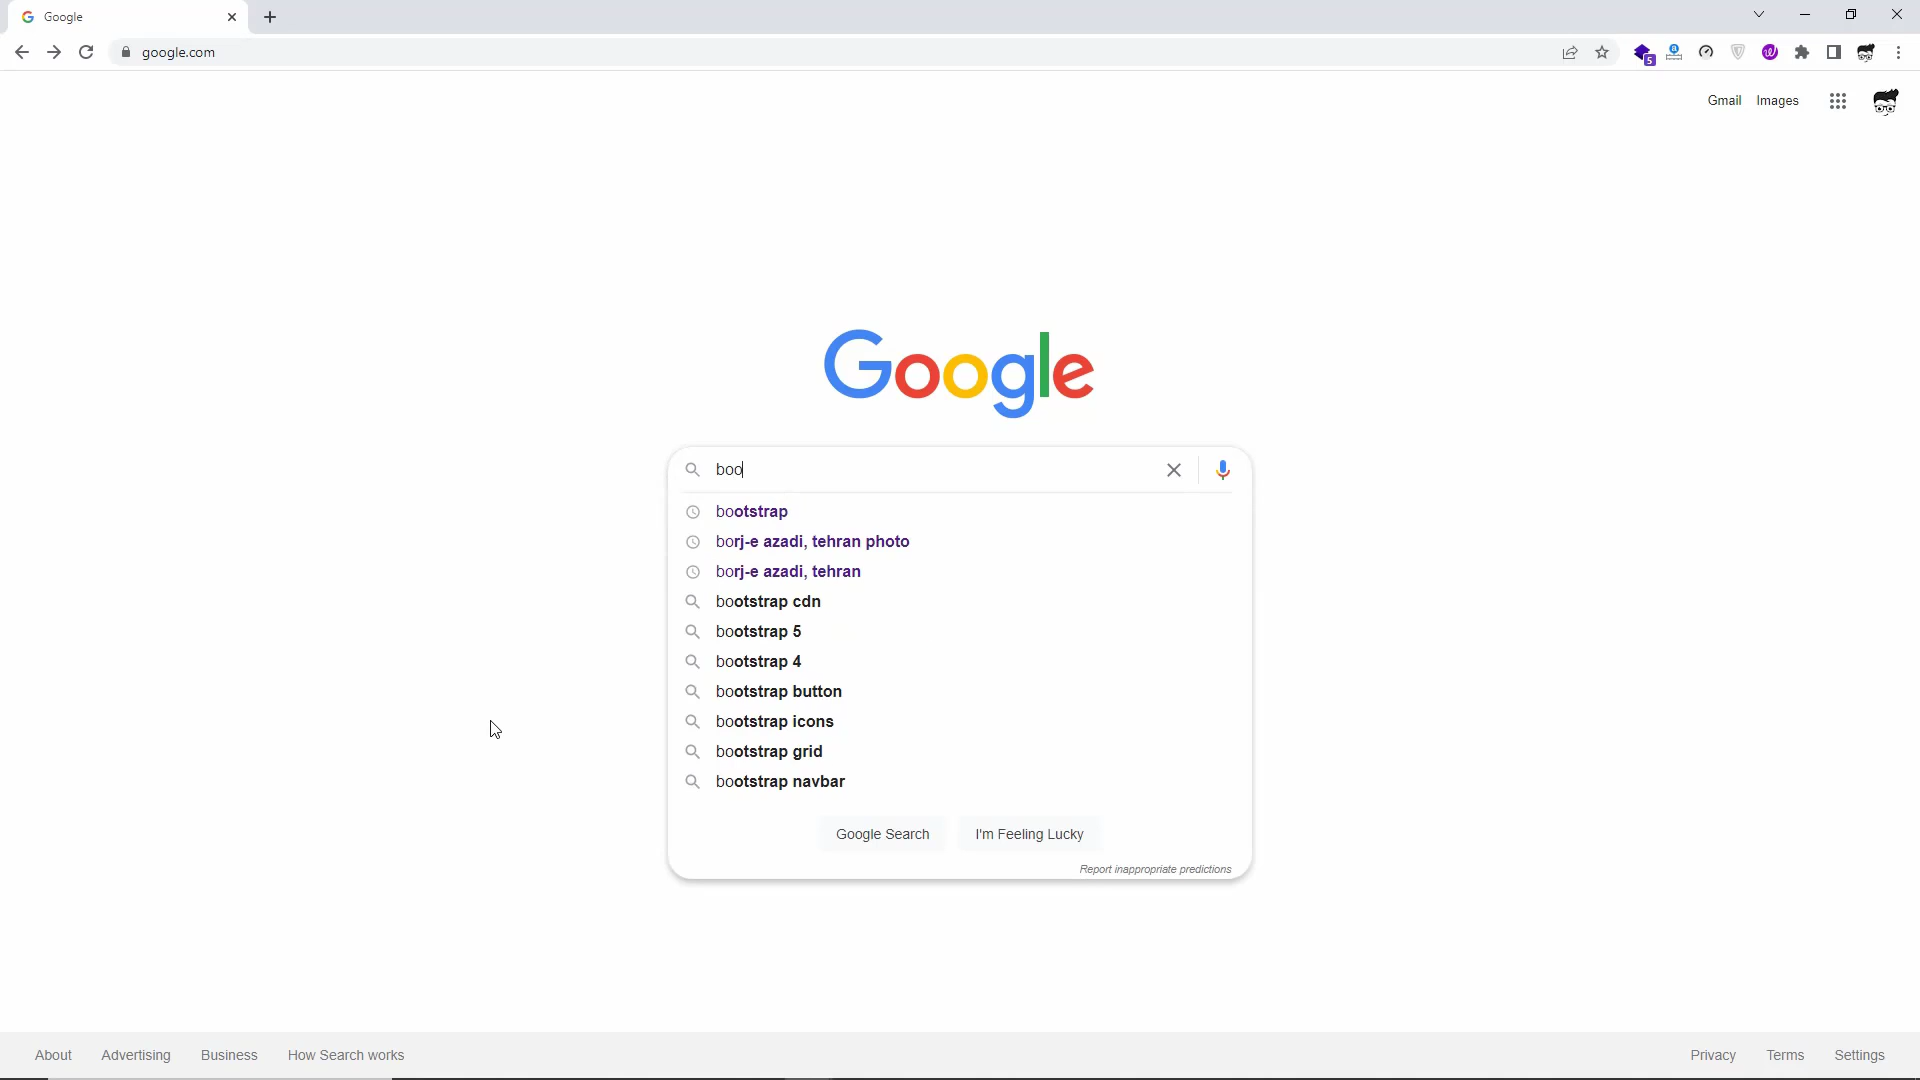 Google
google.com
5
Gmail Images
Google
boo
bootstrap
borj-e azadi, tehran photo
borj-e azadi, tehran
bootstrap cdn
bootstrap 5
bootstrap 4
bootstrap button
bootstrap icons
bootstrap grid
bootstrap navbar
Google Search I'm Feeling Lucky
Report inappropriate predictions
About Advertising Business How Search works Privacy Terms Settings